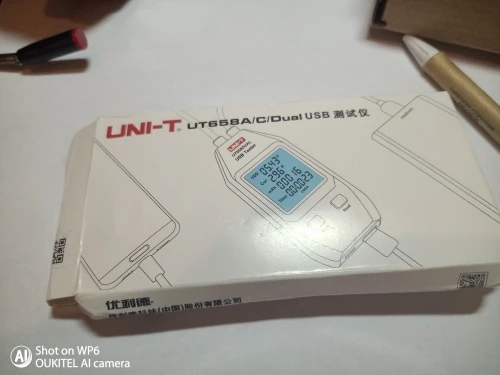 UNI-T UT658A/C/Dual USB 测试仪
UNI-T
USB Tester
优利德
优利德科技(中国)股份有限公司
Shot on WP6
OUKITEL AI camera